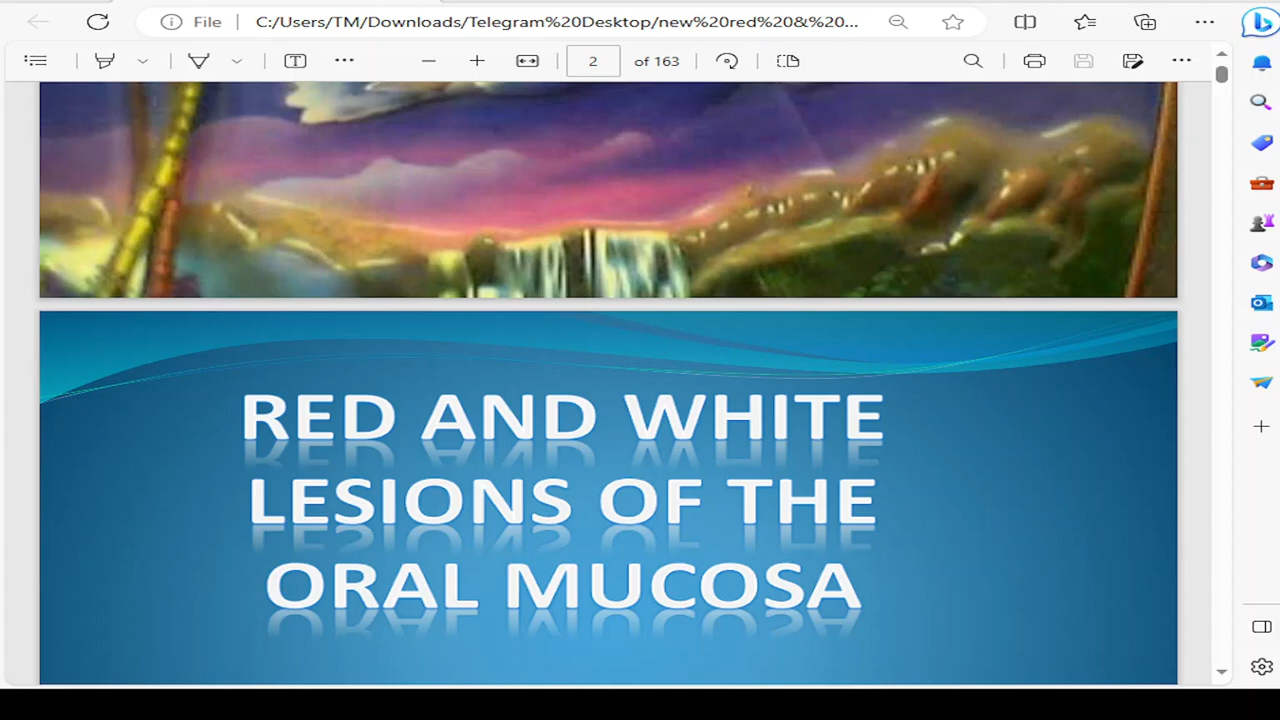 File C:/Users/TM/Downloads/Telegram%20Desktop/new%20red%20&%20...
2 of 163
RED AND WHITE
LESIONS OF THE
ORAL MUCOSA